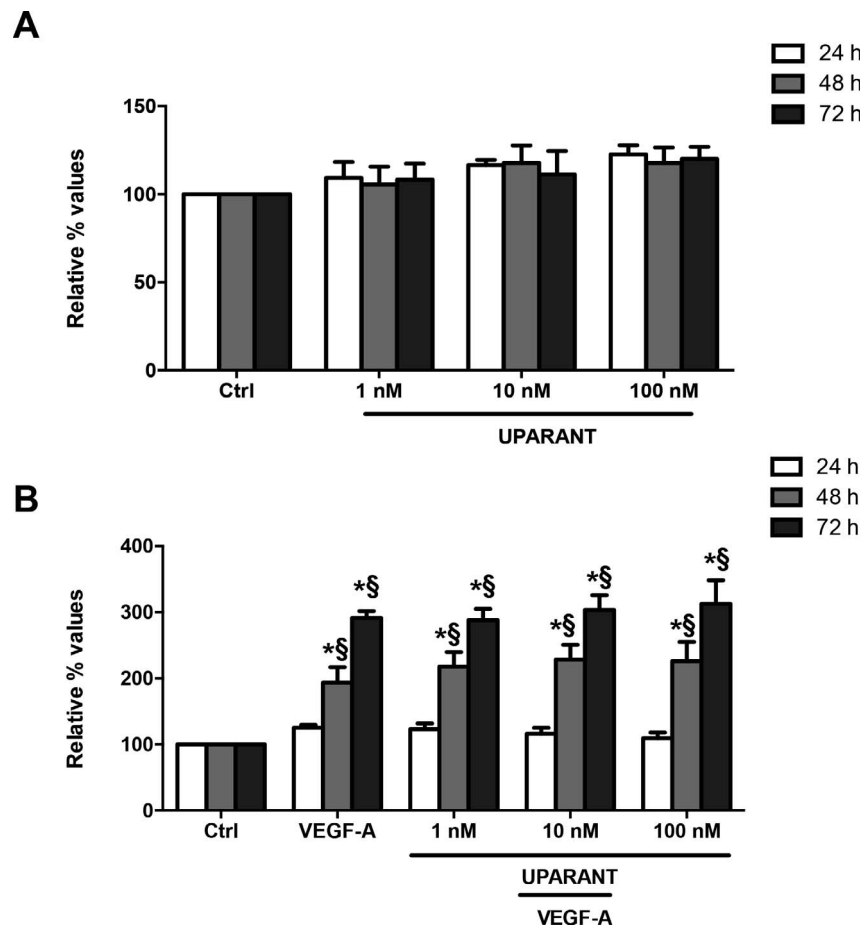 A
24 h
48 h
72 h
Relative % values
150
100
50
0
Ctrl 1 nM 10 nM 100 nM
UPARANT
B
24 h
48 h
72 h
Relative % values
400
300
200
100
0
*§ *§ *§ *§ *§ *§ *§ *§
Ctrl VEGF-A 1 nM 10 nM 100 nM
UPARANT
VEGF-A